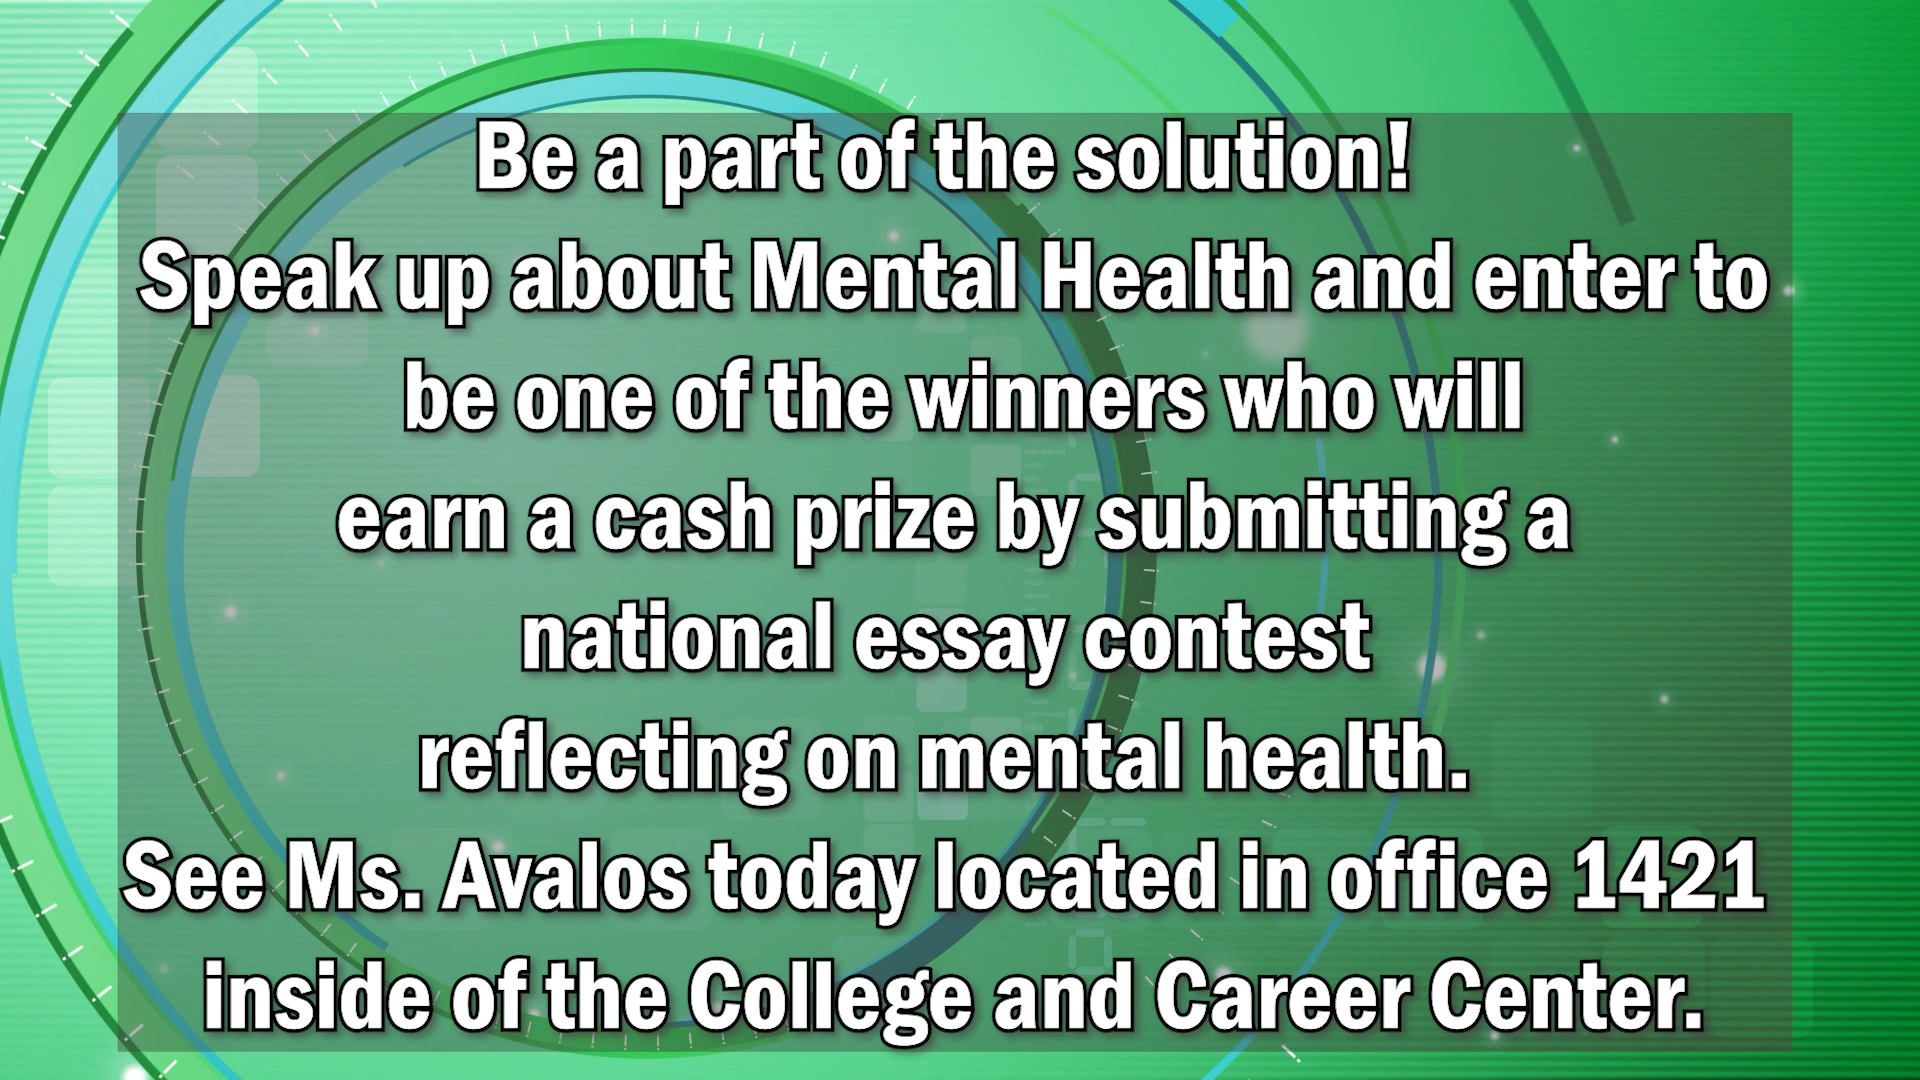 Be a part of the solution!
Speak up about Mental Health and enter to
be one of the winners who will
earn a cash prize by submitting a
national essay contest
reflecting on mental health.
See Ms. Avalos today located in office 1421
inside of the College and Career Center.